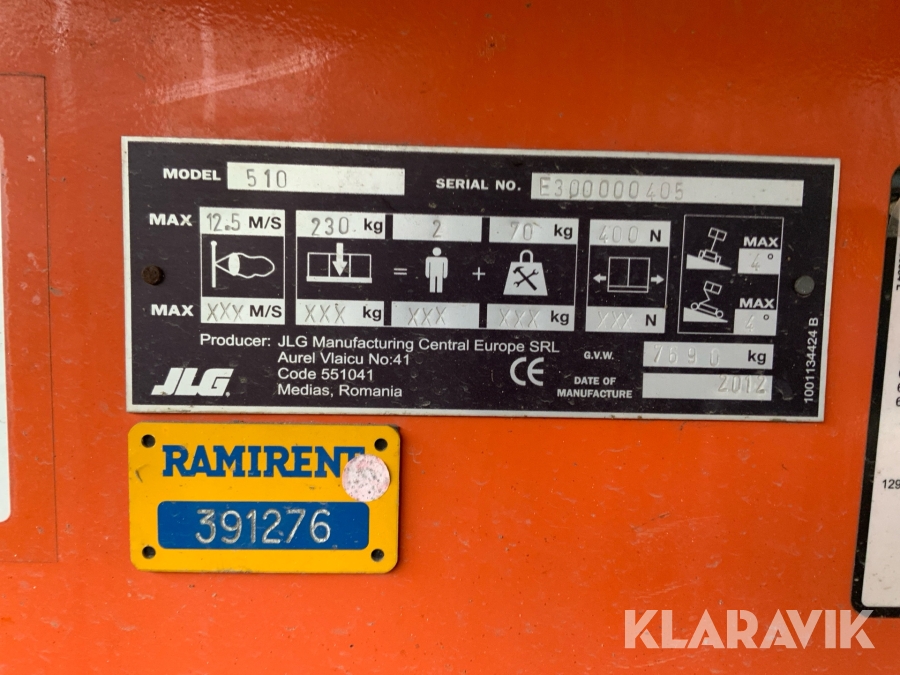 MODEL 510 SERIAL NO. E300000405
MAX 12.5 M/S 230 kg 2 70 kg 400 N
MAX 4°
= +
MAX 4°
MAX XXX M/S XXX kg XXX XXX kg XXX N
Producer: JLG Manufacturing Central Europe SRL
Aurel Vlaicu No:41
Code 551041
Medias, Romania
JLG
CE
G.V.W. 7690 kg
DATE OF
MANUFACTURE 2012
1001134424 B
RAMIRENT
391276
129
KLARAVIK